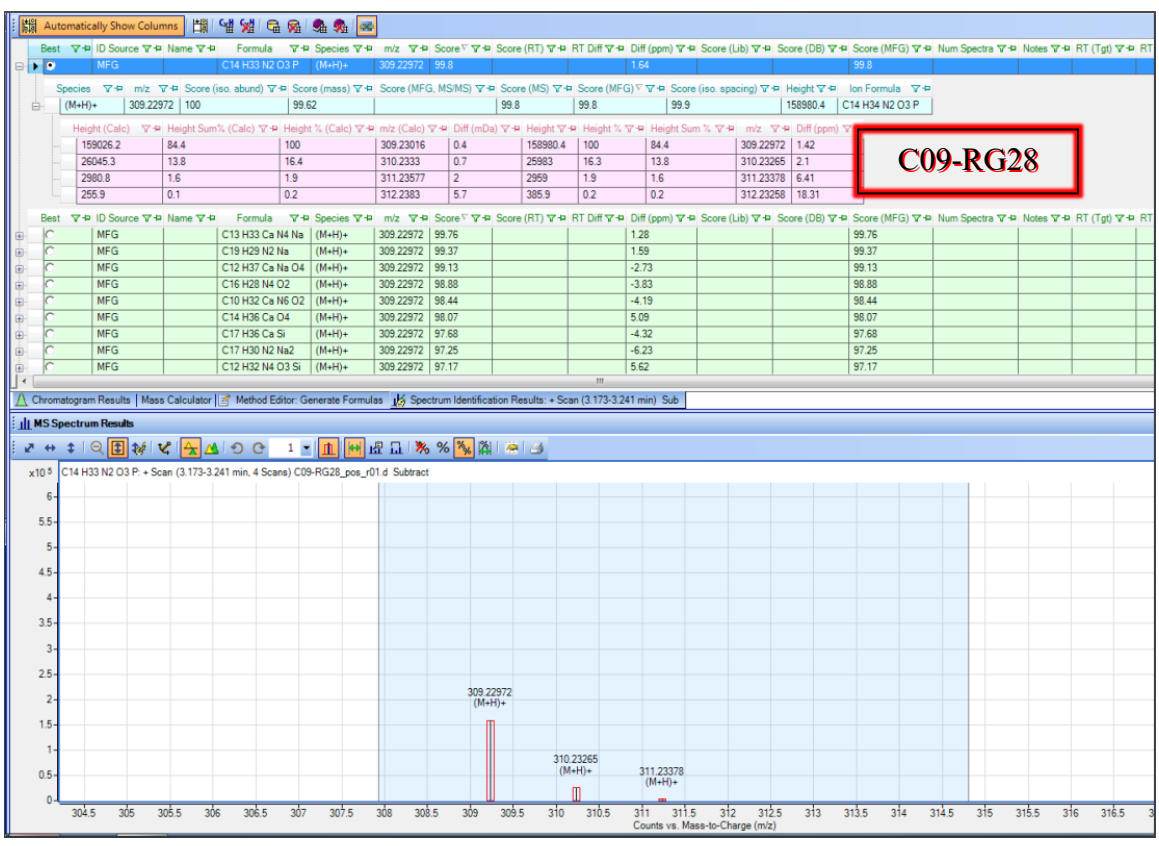 Automatically Show Columns
Best ID Source Name Formula Species m/z Score Score (RT) RT Diff Diff (ppm) Score (Lib) Score (DB) Score (MFG) Num Spectra Notes RT (Tgt) RT
MFG C14 H33 N2 O3 P (M+H)+ 309.22972 99.8 1.64 99.8
Species m/z Score (iso. abund) Score (mass) Score (MFG, MS/MS) Score (MS) Score (MFG) Score (iso. spacing) Height Ion Formula
(M+H)+ 309.22972 100 99.62 99.8 99.8 99.9 158980.4 C14 H34 N2 O3 P
Height (Calc) Height Sum% (Calc) Height % (Calc) m/z (Calc) Diff (mDa) Height Height % Height Sum % m/z Diff (ppm)
159026.2 84.4 100 309.23016 0.4 158980.4 100 84.4 309.22972 1.42
26045.3 13.8 16.4 310.2333 0.7 25983 16.3 13.8 310.23265 2.1
2980.8 1.6 1.9 311.23577 2 2959 1.9 1.6 311.23378 6.41
255.9 0.1 0.2 312.2383 5.7 385.9 0.2 0.2 312.23258 18.31
C09-RG28
Best ID Source Name Formula Species m/z Score Score (RT) RT Diff Diff (ppm) Score (Lib) Score (DB) Score (MFG) Num Spectra Notes RT (Tgt) RT
MFG C13 H33 Ca N4 Na (M+H)+ 309.22972 99.76 1.28 99.76
MFG C19 H29 N2 Na (M+H)+ 309.22972 99.37 1.59 99.37
MFG C12 H37 Ca Na O4 (M+H)+ 309.22972 99.13 -2.73 99.13
MFG C16 H28 N4 O2 (M+H)+ 309.22972 98.88 -3.83 98.88
MFG C10 H32 Ca N6 O2 (M+H)+ 309.22972 98.44 -4.19 98.44
MFG C14 H36 Ca O4 (M+H)+ 309.22972 98.07 5.09 98.07
MFG C17 H36 Ca Si (M+H)+ 309.22972 97.68 -4.32 97.68
MFG C17 H30 N2 Na2 (M+H)+ 309.22972 97.25 -6.23 97.25
MFG C12 H32 N4 O3 Si (M+H)+ 309.22972 97.17 5.62 97.17
Chromatogram Results Mass Calculator Method Editor: Generate Formulas Spectrum Identification Results: + Scan (3.173-3.241 min) Sub
MS Spectrum Results
1 % %
x10 5 C14 H33 N2 O3 P: + Scan (3.173-3.241 min, 4 Scans) C09-RG28_pos_r01.d Subtract
6
5.5
5
4.5
4
3.5
3
2.5
2
1.5
1
0.5
0
309.22972
(M+H)+
310.23265
(M+H)+
311.23378
(M+H)+
304.5 305 305.5 306 306.5 307 307.5 308 308.5 309 309.5 310 310.5 311 311.5 312 312.5 313 313.5 314 314.5 315 315.5 316 316.5 3
Counts vs. Mass-to-Charge (m/z)